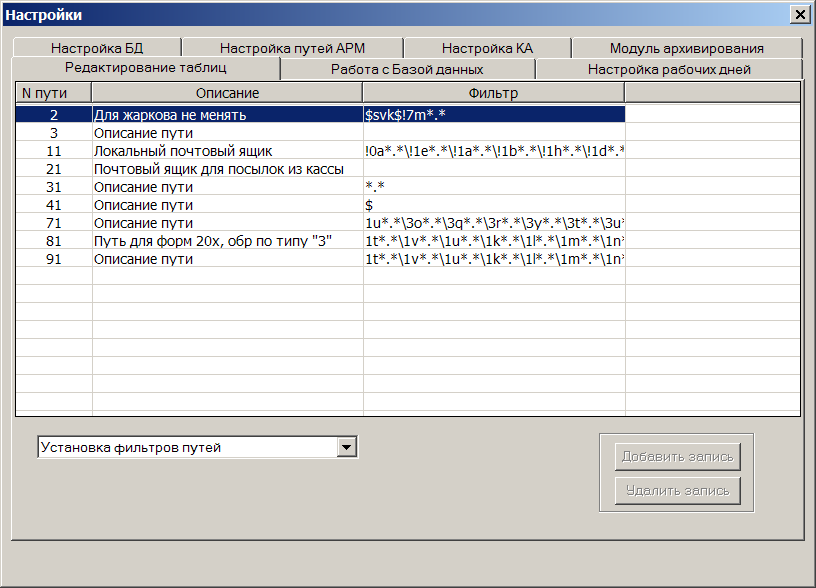 Настройки
Настройка БД Настройка путей АРМ Настройка КА Модуль архивирования
Редактирование таблиц Работа с Базой данных Настройка рабочих дней
N пути Описание Фильтр
2 Для жаркова не менять $svk$!7m*.*
3 Описание пути
11 Локальный почтовый ящик !0a*.*\!1e*.*\!1a*.*\!1b*.*\!1h*.*\!1d*.*
21 Почтовый ящик для посылок из кассы
31 Описание пути *.*
41 Описание пути $
71 Описание пути 1u*.*\3o*.*\3q*.*\3r*.*\3y*.*\3t*.*\3u*
81 Путь для форм 20х, обр по типу "3" 1t*.*\1v*.*\1u*.*\1k*.*\1l*.*\1m*.*\1n*
91 Описание пути 1t*.*\1v*.*\1u*.*\1k*.*\1l*.*\1m*.*\1n*
Установка фильтров путей
Добавить запись
Удалить запись